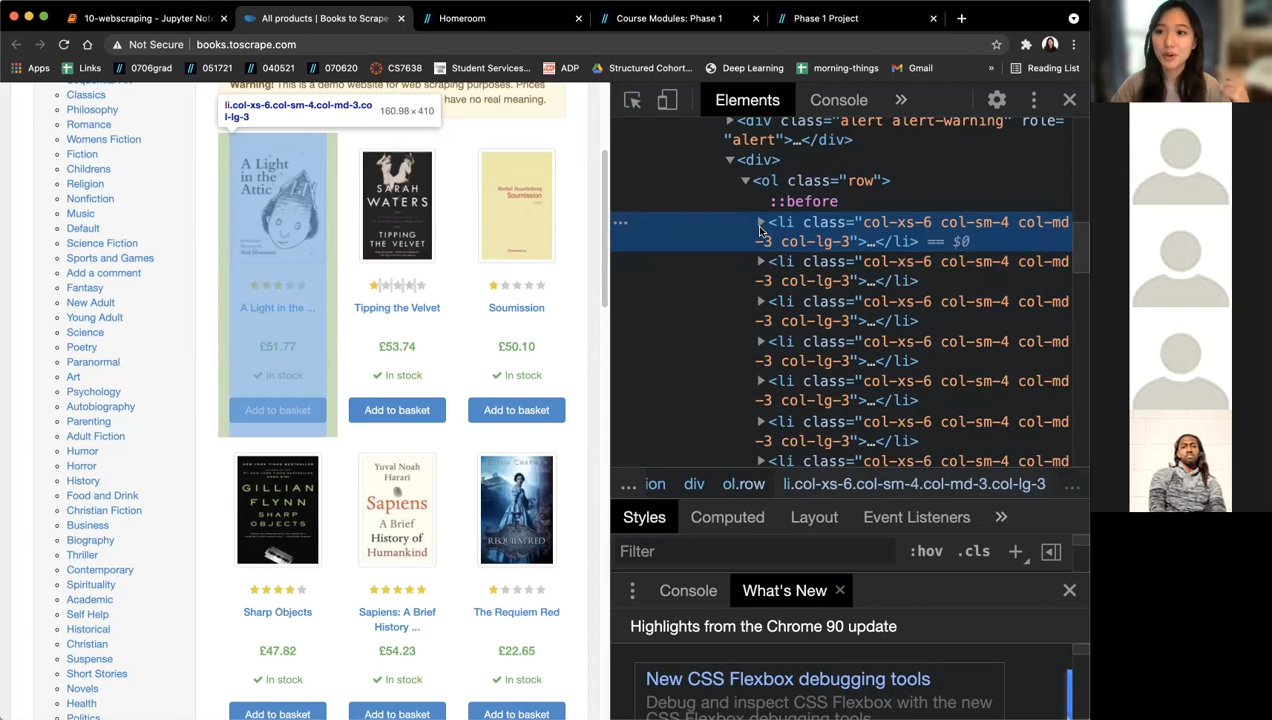 10-webscraping - Jupyter Not
All products | Books to Scrape
Homeroom
Course Modules: Phase 1
Phase 1 Project
Not Secure | books.toscrape.com
Apps
Links
0706grad
051721
040521
070620
CS7638
Student Services...
ADP
Structured Cohort...
Deep Learning
morning-things
Gmail
»
Reading List
Classics
Philosophy
Romance
Womens Fiction
Fiction
Childrens
Religion
Nonfiction
Music
Default
Science Fiction
Sports and Games
Add a comment
Fantasy
New Adult
Young Adult
Science
Poetry
Paranormal
Art
Psychology
Autobiography
Parenting
Adult Fiction
Humor
Horror
History
Food and Drink
Christian Fiction
Business
Biography
Thriller
Contemporary
Spirituality
Academic
Self Help
Historical
Christian
Suspense
Short Stories
Novels
Health
Politics
Warning! This is a demo website for web scraping purposes. Prices
have no real meaning.
li.col-xs-6.col-sm-4.col-md-3.co
l-lg-3
160.98 × 410
A Light
in the
Attic
SARAH
WATERS
TIPPING
THE VELVET
Soumission
A Light in the ...
Tipping the Velvet
Soumission
£51.77
£53.74
£50.10
In stock
In stock
In stock
Add to basket
Add to basket
Add to basket
GILLIAN
FLYNN
SHARP
OBJECTS
Yuval Noah
Harari
Sapiens
A Brief
History of
Humankind
REQUIEM RED
Sharp Objects
Sapiens: A Brief
History ...
The Requiem Red
£47.82
£54.23
£22.65
In stock
In stock
In stock
Add to basket
Add to basket
Add to basket
Elements
Console
»
<div class="alert alert-warning" role=
"alert">…</div>
<div>
<ol class="row">
::before
<li class="col-xs-6 col-sm-4 col-md
-3 col-lg-3">…</li> == $0
<li class="col-xs-6 col-sm-4 col-md
-3 col-lg-3">…</li>
<li class="col-xs-6 col-sm-4 col-md
-3 col-lg-3">…</li>
<li class="col-xs-6 col-sm-4 col-md
-3 col-lg-3">…</li>
<li class="col-xs-6 col-sm-4 col-md
-3 col-lg-3">…</li>
<li class="col-xs-6 col-sm-4 col-md
-3 col-lg-3">…</li>
<li class="col-xs-6 col-sm-4 col-md
... ion div ol.row li.col-xs-6.col-sm-4.col-md-3.col-lg-3 ...
Styles
Computed
Layout
Event Listeners
»
Filter
:hov
.cls
Console
What's New
Highlights from the Chrome 90 update
New CSS Flexbox debugging tools
Debug and inspect CSS Flexbox with the new
CSS Flexbox debugging tools